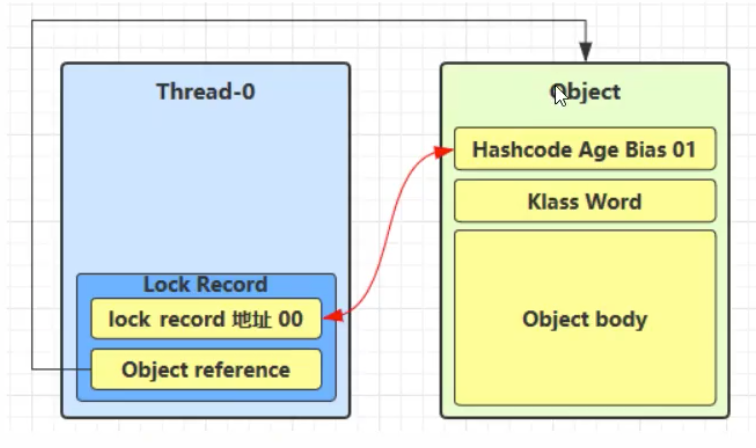 Thread-0
Lock Record
lock record 地址 00
Object reference
Object
Hashcode Age Bias 01
Klass Word
Object body